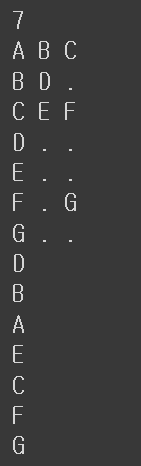 7
A B C
B D .
C E F
D . .
E . .
F . G
G . .
D
B
A
E
C
F
G